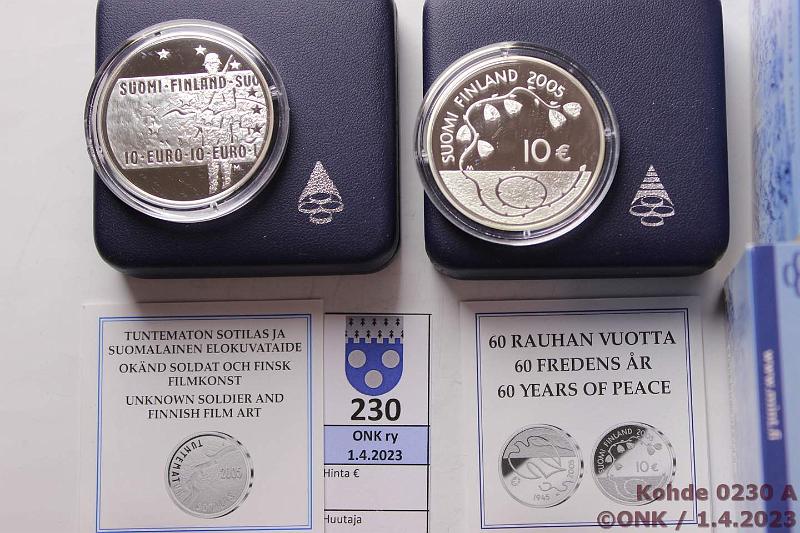 SUOMI-FINLAND-SUO
10-EURO-10-EURO-1
M
SUOMI FINLAND 2005
10 €
TUNTEMATON SOTILAS JA
SUOMALAINEN ELOKUVATAIDE
OKÄND SOLDAT OCH FINSK
FILMKONST
UNKNOWN SOLDIER AND
FINNISH FILM ART
TUNTEMAT
2005
230
ONK ry
1.4.2023
Hinta €
Huutaja
60 RAUHAN VUOTTA
60 FREDENS ÅR
60 YEARS OF PEACE
1945
2005
SUOMI FINLAND 2005
10 €
Kohde 0230 A
©ONK / 1.4.2023